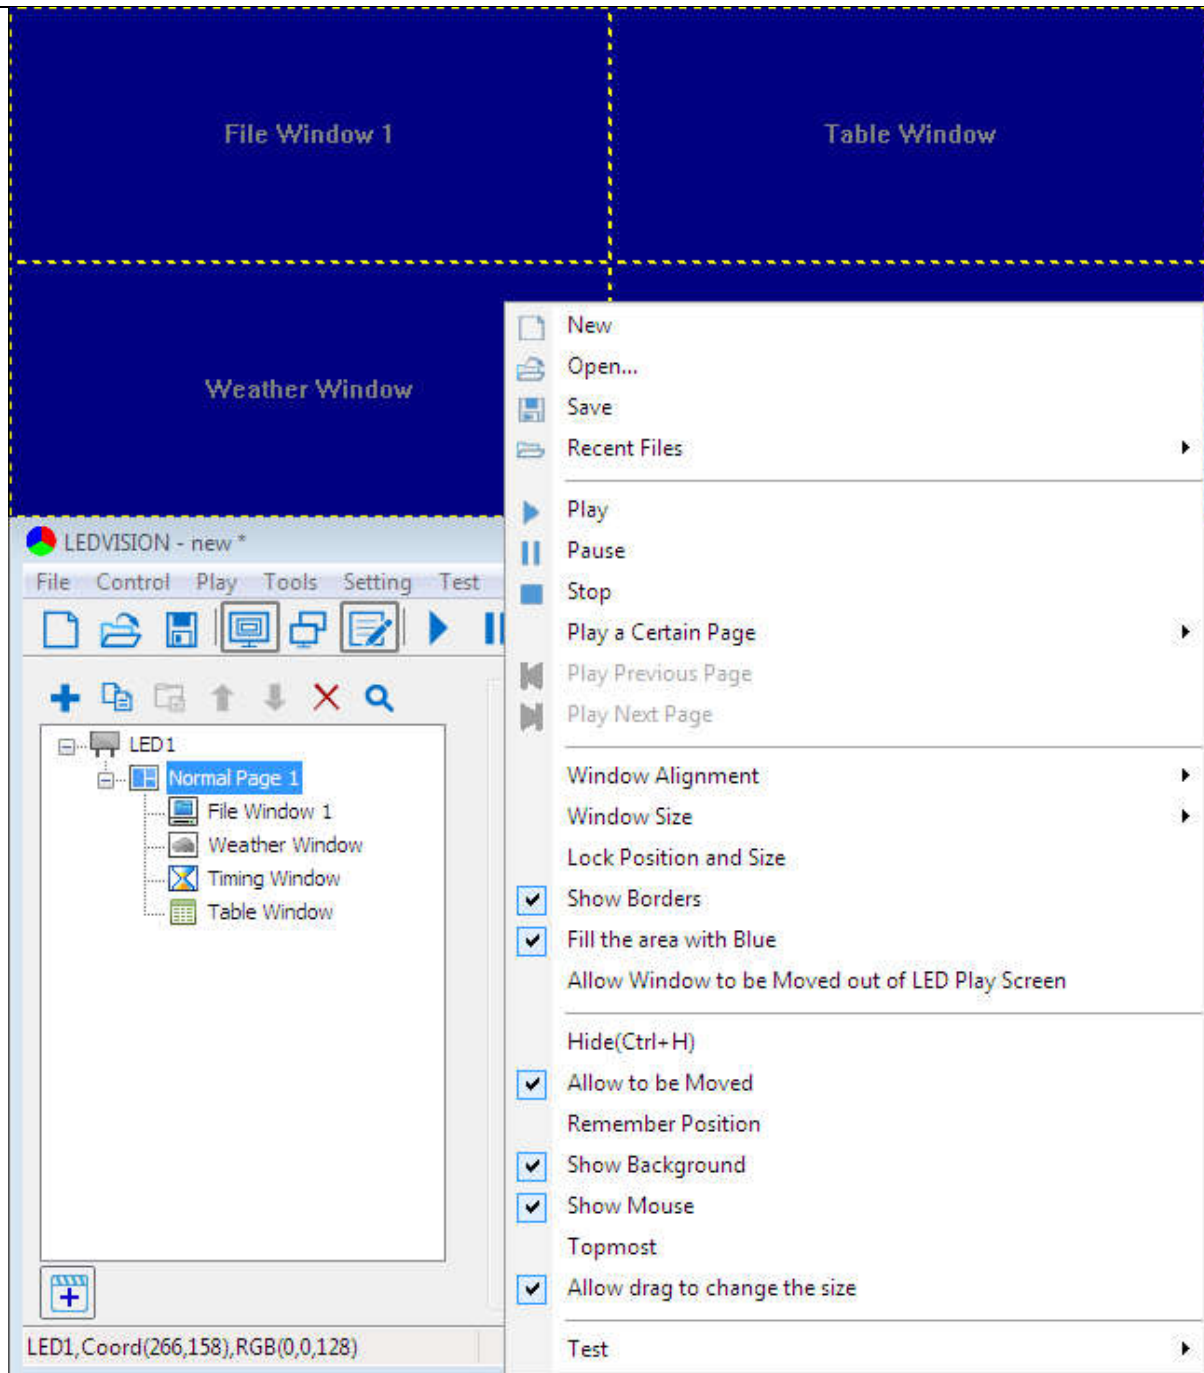 File Window 1
Table Window
Weather Window
LEDVISION - new *
File Control Play Tools Setting Test
LED1
Normal Page 1
File Window 1
Weather Window
Timing Window
Table Window
LED1,Coord(266,158),RGB(0,0,128)
New
Open...
Save
Recent Files
Play
Pause
Stop
Play a Certain Page
Play Previous Page
Play Next Page
Window Alignment
Window Size
Lock Position and Size
Show Borders
Fill the area with Blue
Allow Window to be Moved out of LED Play Screen
Hide(Ctrl+H)
Allow to be Moved
Remember Position
Show Background
Show Mouse
Topmost
Allow drag to change the size
Test